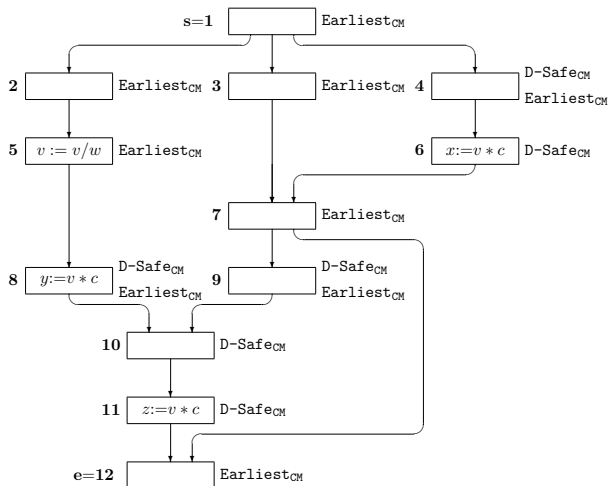 s=1 Earliest_CM
2 Earliest_CM 3 Earliest_CM 4 D-Safe_CM
Earliest_CM
5 v := v/w Earliest_CM 6 x:=v * c D-Safe_CM
7 Earliest_CM
8 y:=v * c D-Safe_CM
Earliest_CM
9 D-Safe_CM
Earliest_CM
10 D-Safe_CM
11 z:=v * c D-Safe_CM
e=12 Earliest_CM